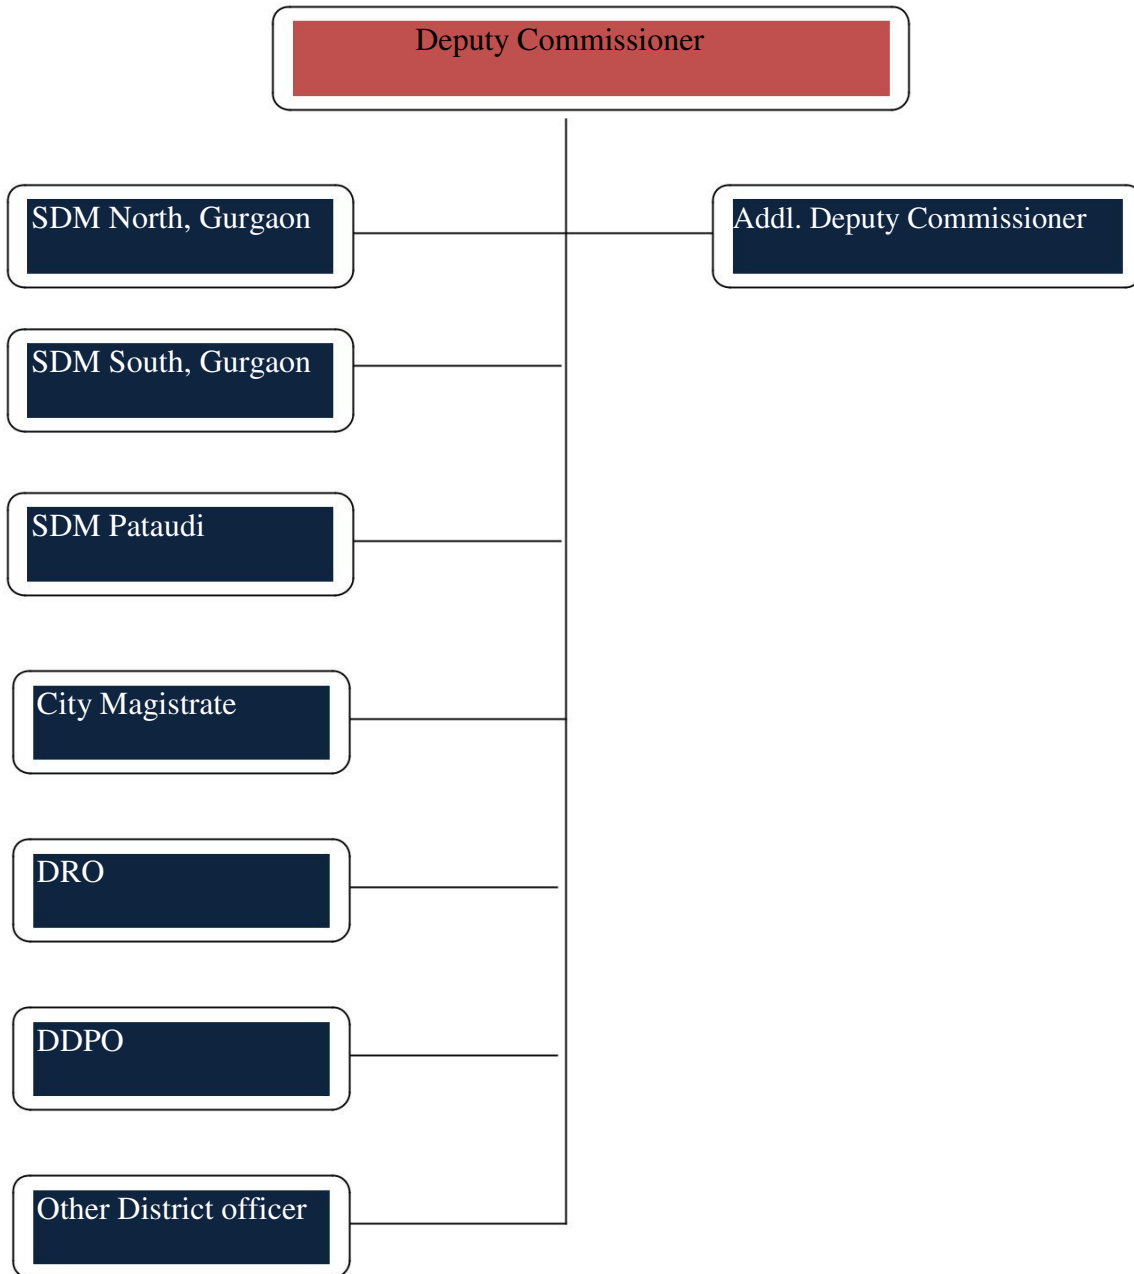 Deputy Commissioner
SDM North, Gurgaon
Addl. Deputy Commissioner
SDM South, Gurgaon
SDM Pataudi
City Magistrate
DRO
DDPO
Other District officer